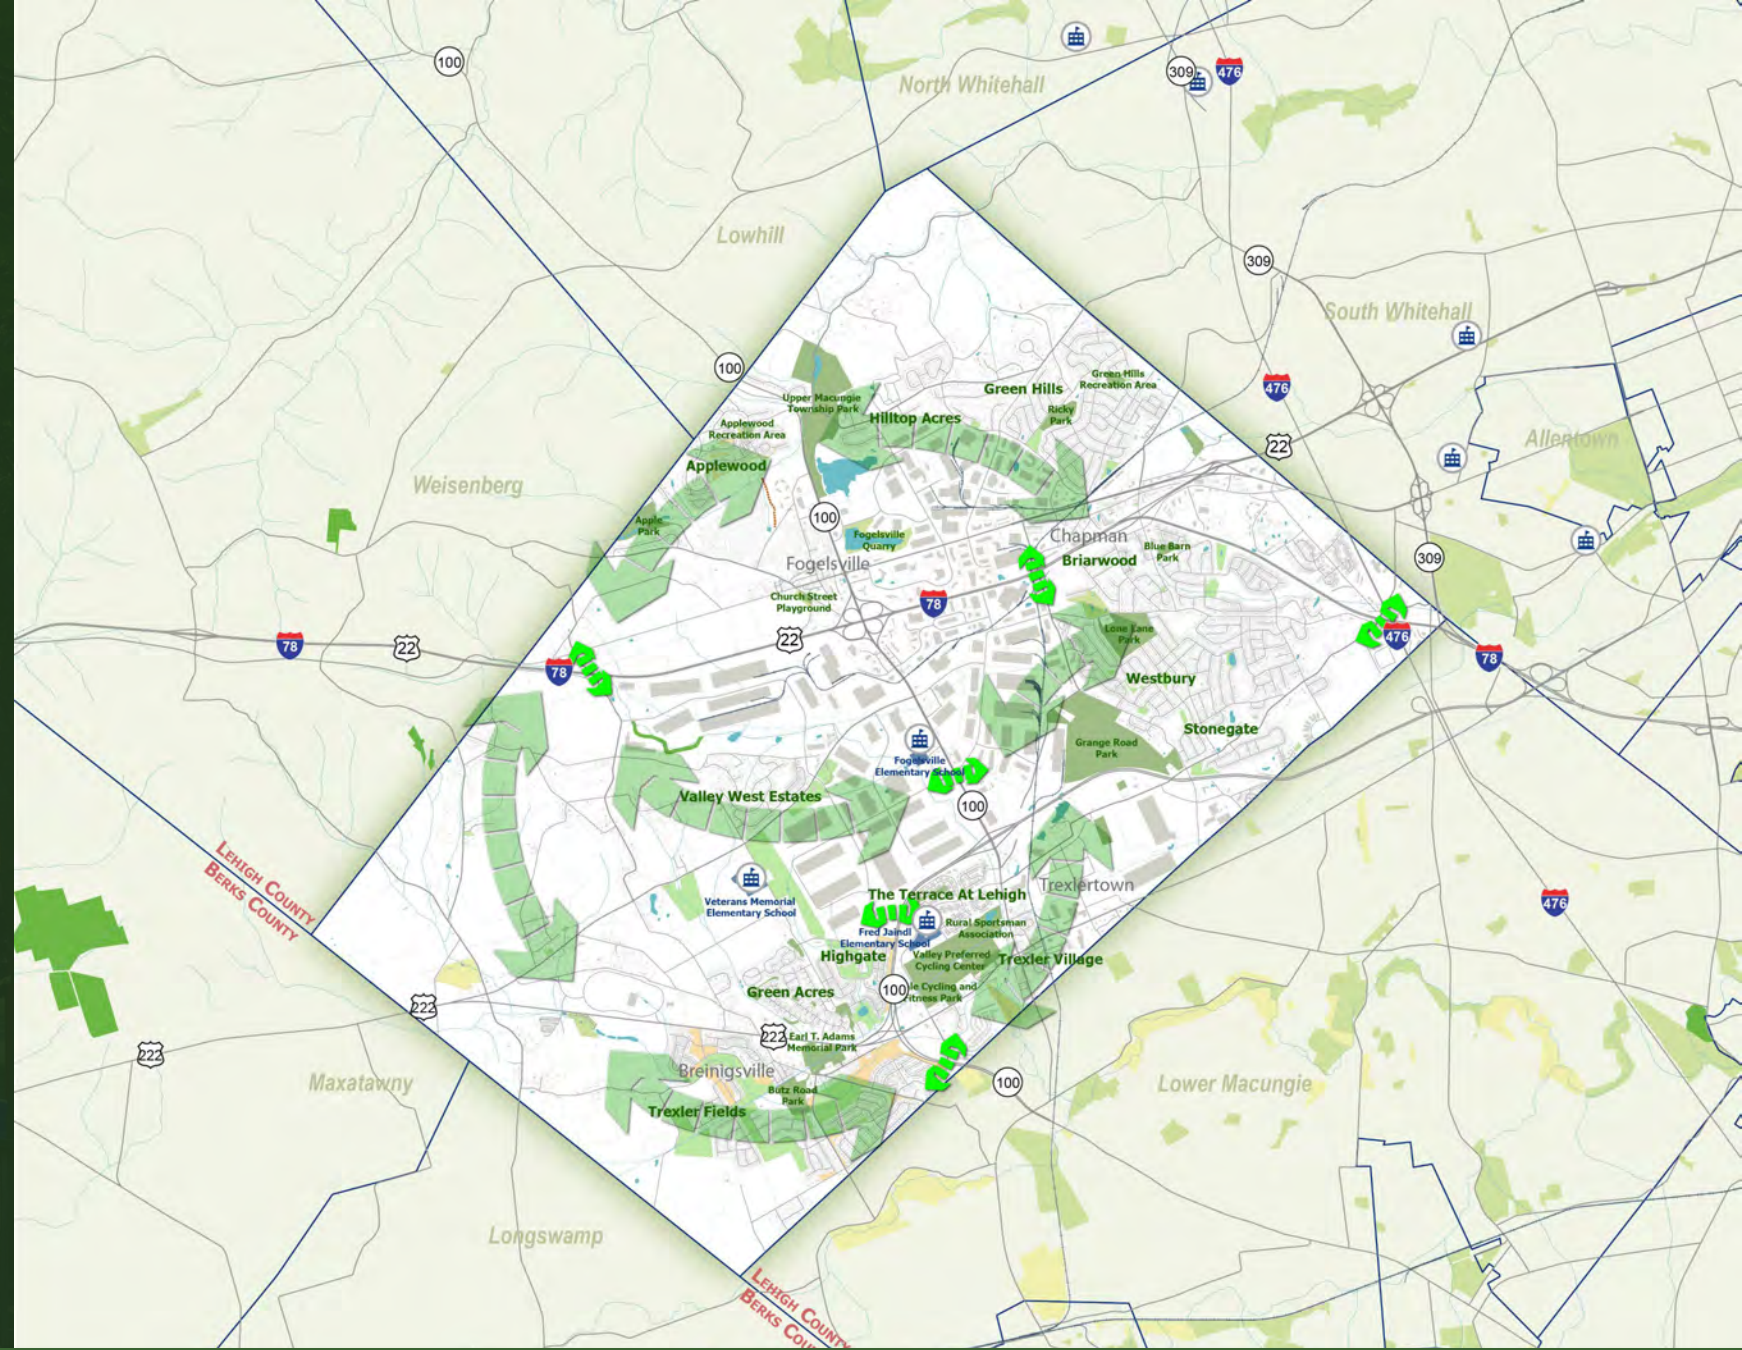 100
North Whitehall
309
476
Lowhill
309
South Whitehall
100
Green Hills
Green Hills
Recreation Area
476
Upper Macungie
Township Park
Hilltop Acres
Ricky
Park
Applewood
Recreation Area
22
Allentown
Applewood
Weisenberg
Apple
Park
100
Fogelsville
Quarry
Chapman
Blue Barn
Park
Briarwood
309
Fogelsville
Church Street
Playground
78
Lone Lane
Park
22
476
78
22
78
78
Westbury
Stonegate
Grange Road
Park
Fogelsville
Elementary School
Valley West Estates
100
LEHIGH COUNTY
BERKS COUNTY
Trexlertown
The Terrace At Lehigh
Veterans Memorial
Elementary School
476
Rural Sportsman
Association
Fred Jaindl
Elementary School
Highgate
Valley Preferred
Cycling Center
Trexler Village
Green Acres
100
le Cycling and
Fitness Park
222
222
Earl T. Adams
Memorial Park
222
Breinigsville
Maxatawny
100
Lower Macungie
Butz Road
Park
Trexler Fields
Longswamp
LEHIGH COUNTY
BERKS COU